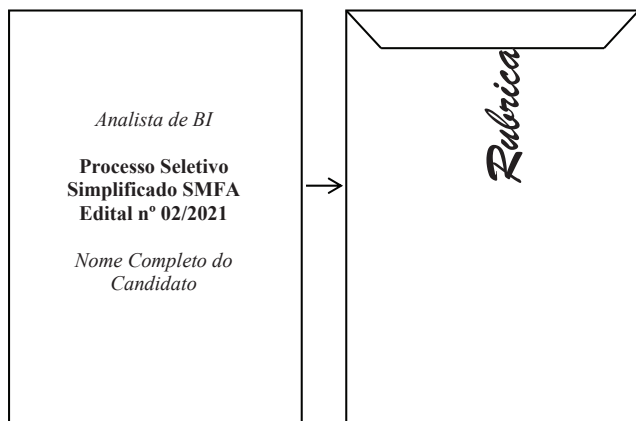 Analista de BI
Processo Seletivo
Simplificado SMFA
Edital nº 02/2021
Nome Completo do
Candidato
Rubrica